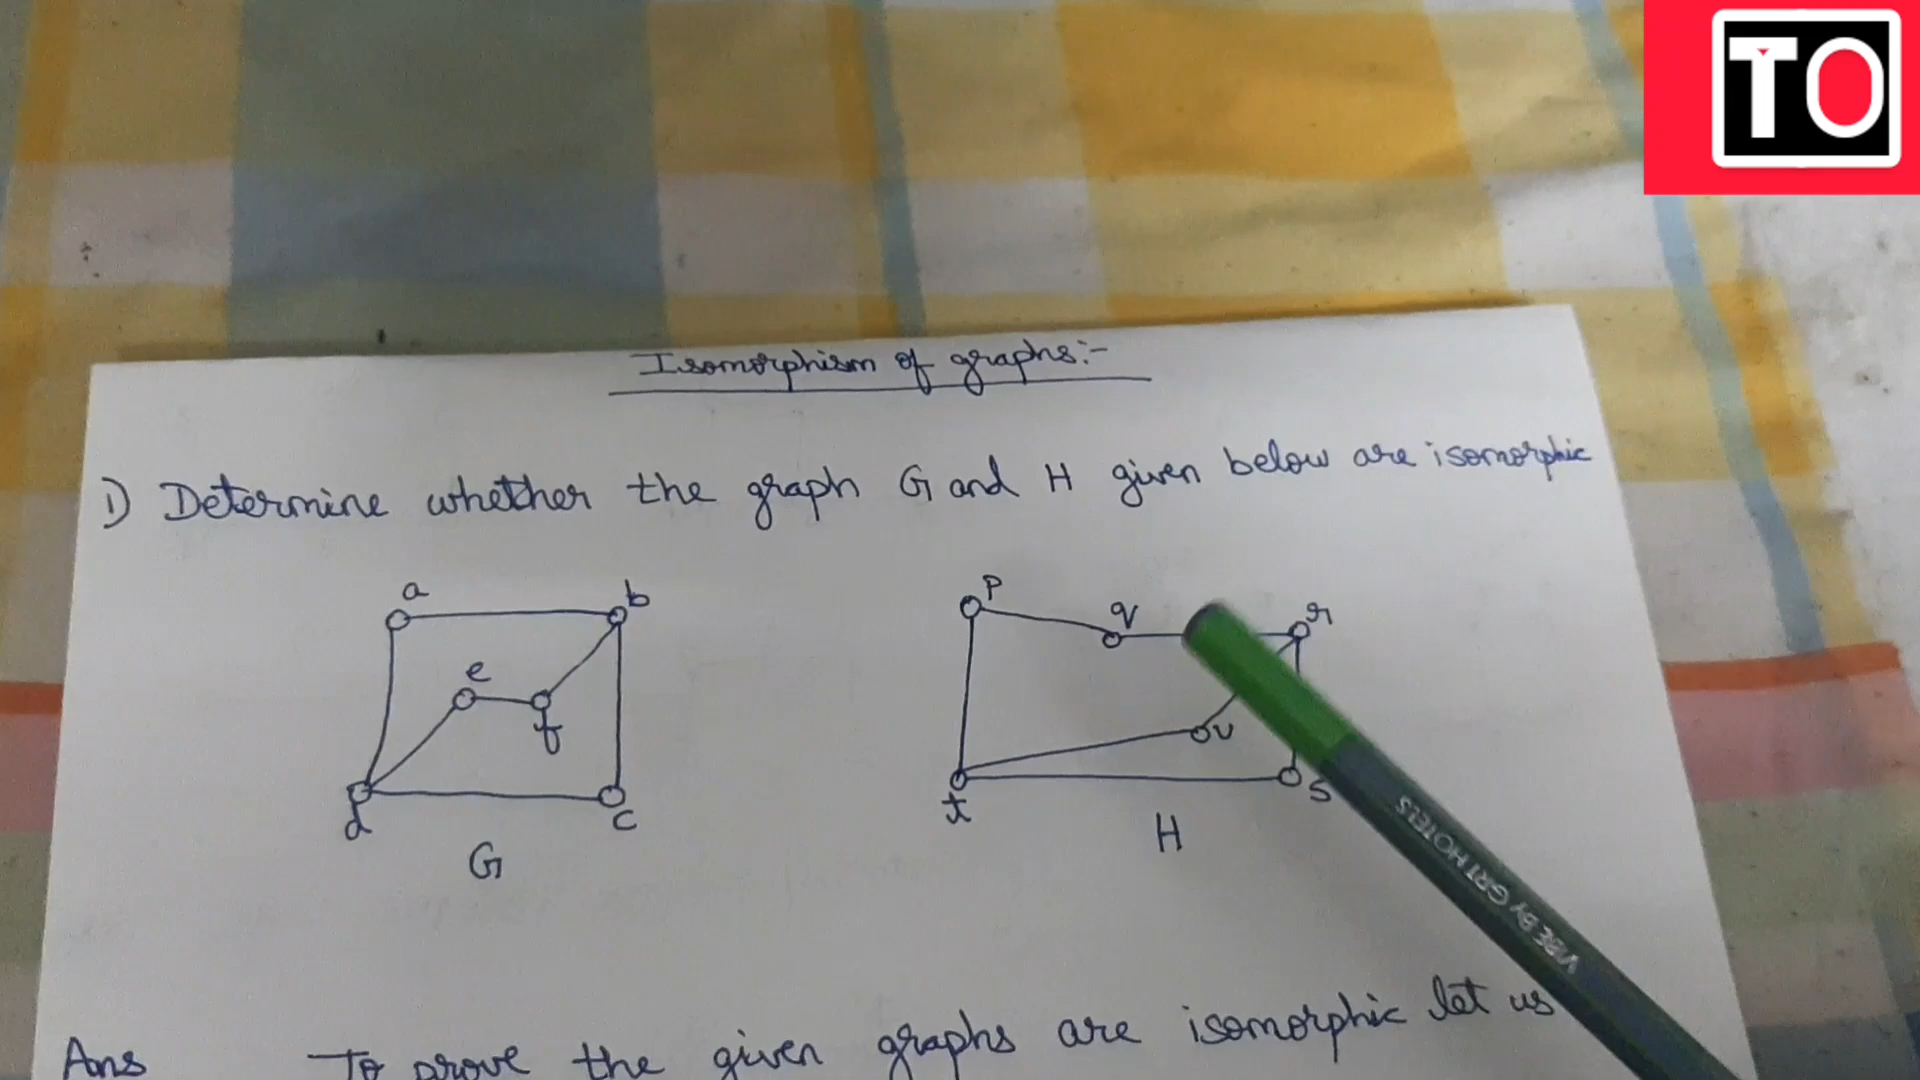 TO
Isomorphism of graphs:-
1) Determine whether the graph G and H given below are isomorphic
a b
e
f
d c
G
p q r
u
t s
H
VIBE BY GRT HOTELS
Ans To prove the given graphs are isomorphic let us